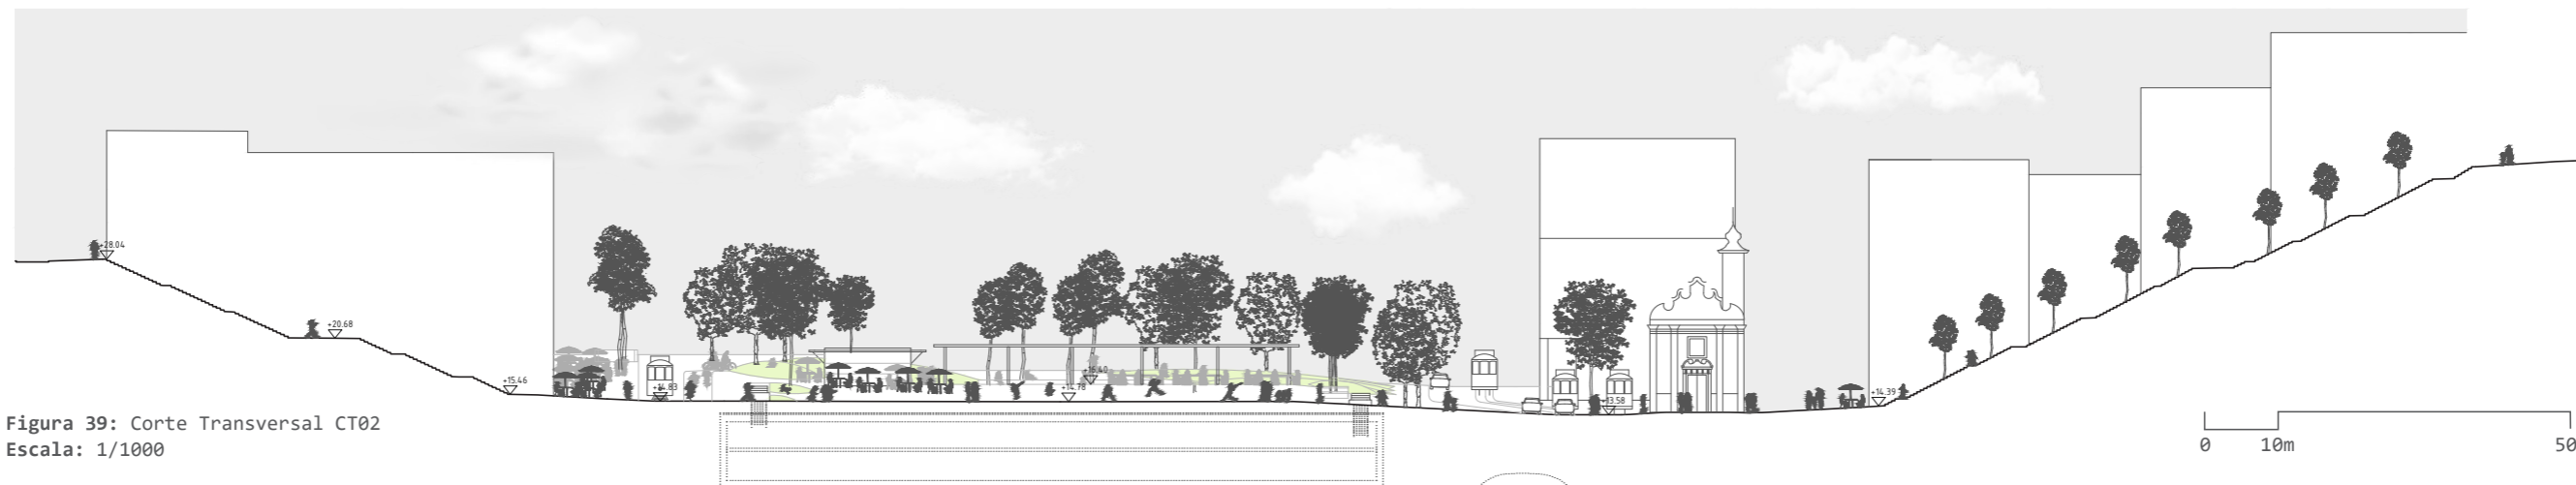 +28.04
+20.68
+15.46
+14.83
+16.40
+14.78
+13.58
+14.39
Figura 39: Corte Transversal CT02
Escala: 1/1000
0 10m 50